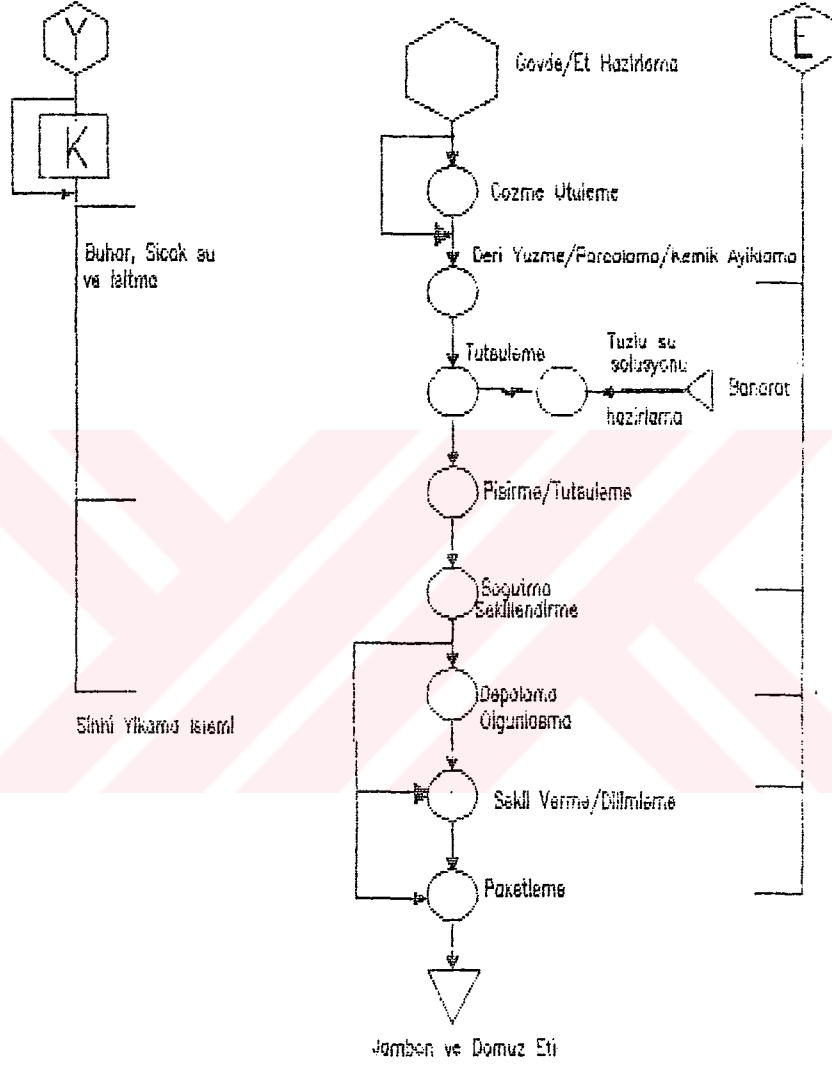 Y
E
K
Govde/Et Hazirlama
Cozme Utuleme
Buhar, Sicak su
ve Isitma
Deri Yuzme/Parcalama/Kemik Ayiklama
Tutsuleme
Tuzlu su
solusyonu
hazirlama
Baharat
Pisirme/Tutsuleme
Sogutma
Sekillendirme
Depolama
Olgunlasma
Sihhi Yikama Islemi
Sekil Verme/Dilimleme
Paketleme
Jambon ve Domuz Eti